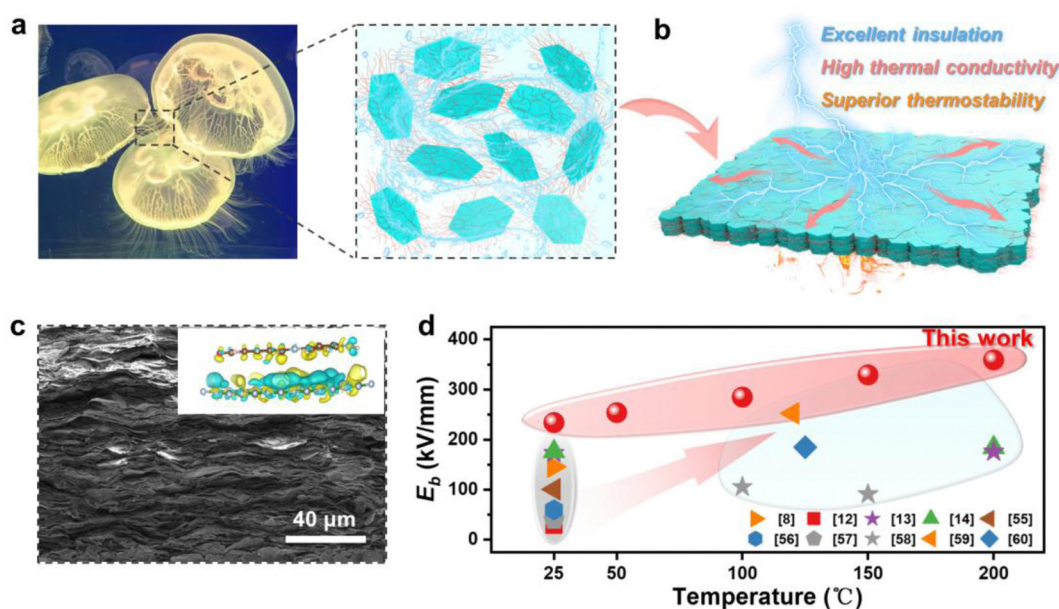 a
b
Excellent insulation
High thermal conductivity
Superior thermostability
c
40 μm
d
This work
E_b (kV/mm)
400
300
200
100
0
[8] [12] [13] [14] [55]
[56] [57] [58] [59] [60]
25 50 100 150 200
Temperature (℃)